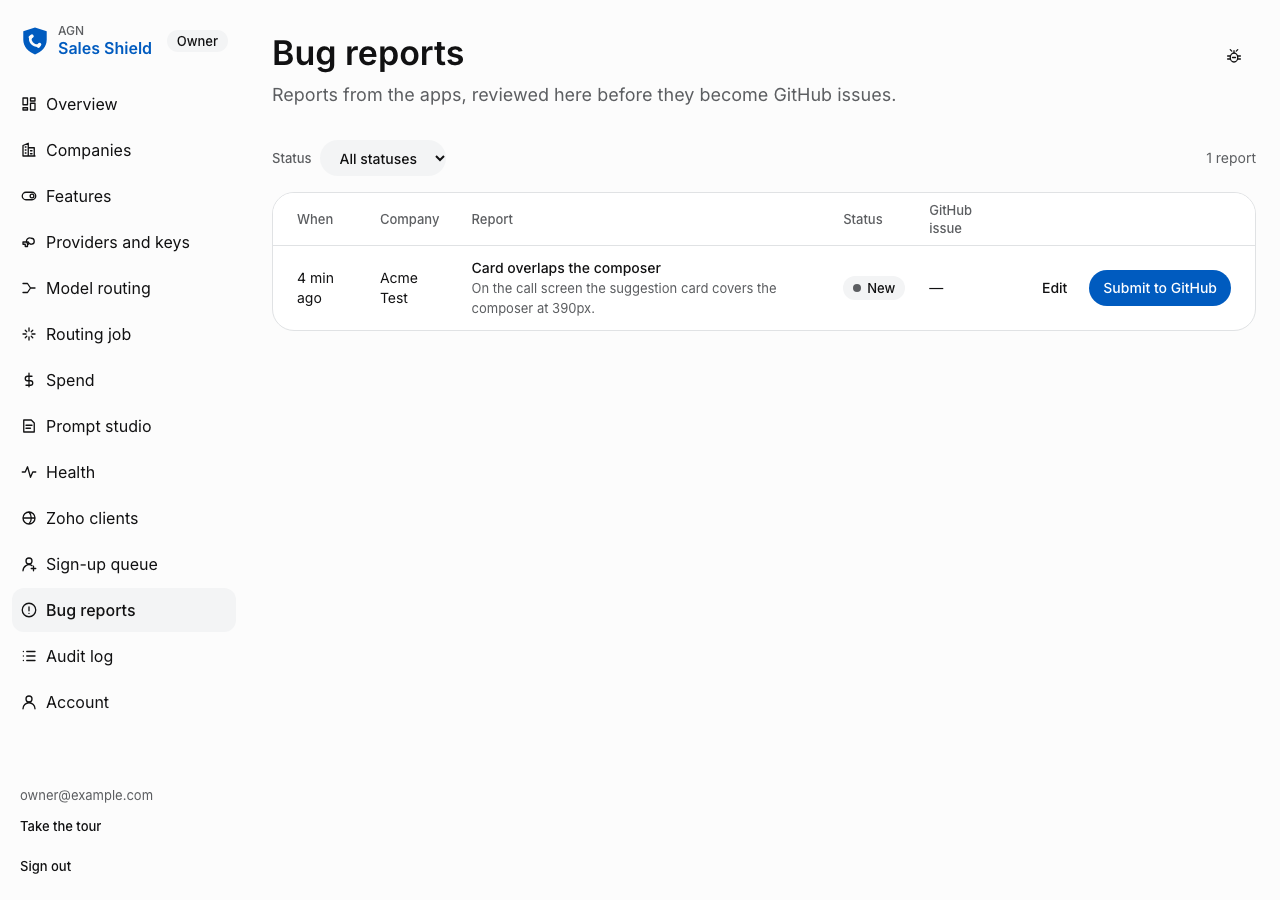 AGN
Sales Shield
Owner
Overview
Companies
Features
Providers and keys
Model routing
Routing job
Spend
Prompt studio
Health
Zoho clients
Sign-up queue
Bug reports
Audit log
Account
owner@example.com
Take the tour
Sign out
Bug reports
Reports from the apps, reviewed here before they become GitHub issues.
Status
All statuses
1 report
When
Company
Report
Status
GitHub
issue
4 min
ago
Acme
Test
Card overlaps the composer
On the call screen the suggestion card covers the
composer at 390px.
New
—
Edit
Submit to GitHub